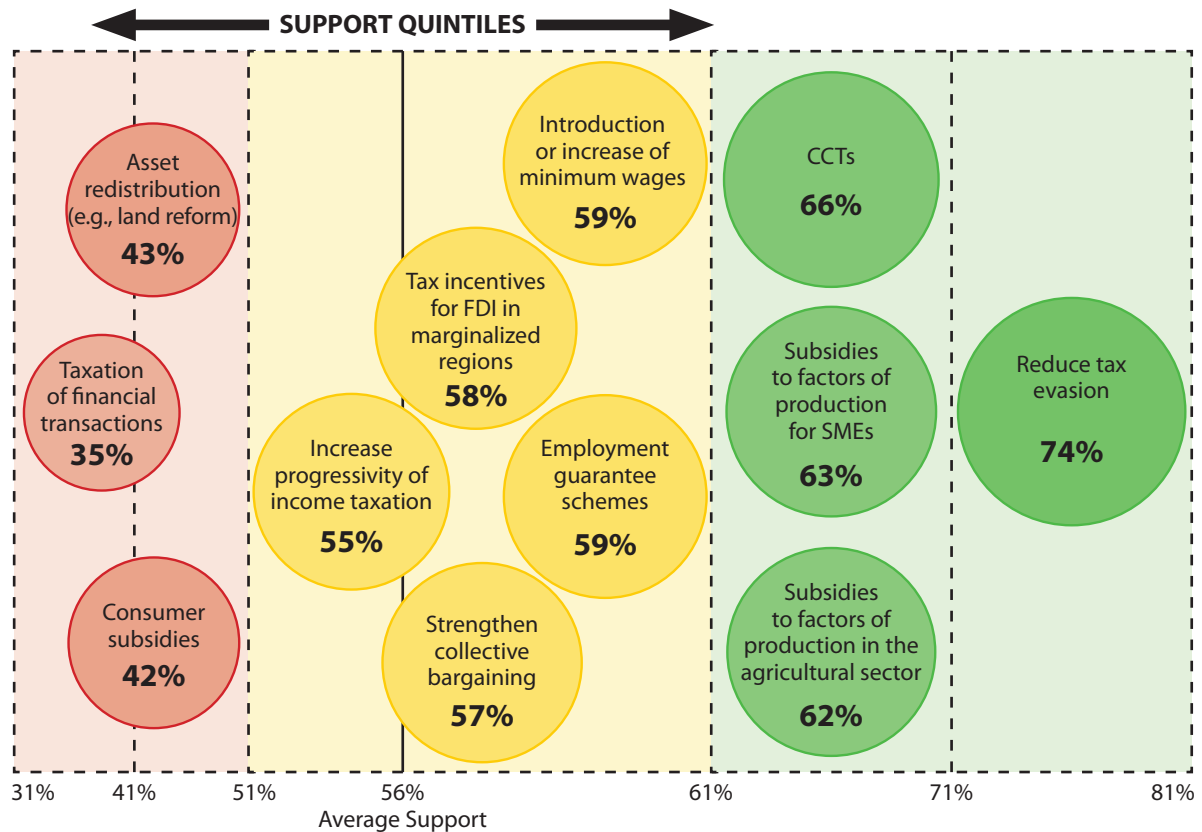 SUPPORT QUINTILES
Asset
redistribution
(e.g., land reform)
43%
Taxation
of financial
transactions
35%
Consumer
subsidies
42%
Introduction
or increase of
minimum wages
59%
Tax incentives
for FDI in
marginalized
regions
58%
Increase
progressivity of
income taxation
55%
Employment
guarantee
schemes
59%
Strengthen
collective
bargaining
57%
CCTs
66%
Subsidies
to factors of
production
for SMEs
63%
Subsidies
to factors of
production in the
agricultural sector
62%
Reduce tax
evasion
74%
31% 41% 51% 56% 61% 71% 81%
Average Support